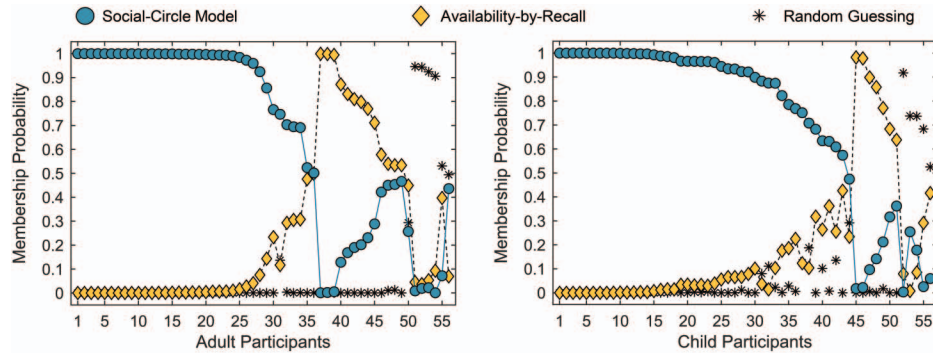 Social-Circle Model
Availability-by-Recall
Random Guessing
Membership Probability
1
0.9
0.8
0.7
0.6
0.5
0.4
0.3
0.2
0.1
0
1 5 10 15 20 25 30 35 40 45 50 55
Adult Participants
Membership Probability
1
0.9
0.8
0.7
0.6
0.5
0.4
0.3
0.2
0.1
0
1 5 10 15 20 25 30 35 40 45 50 55
Child Participants